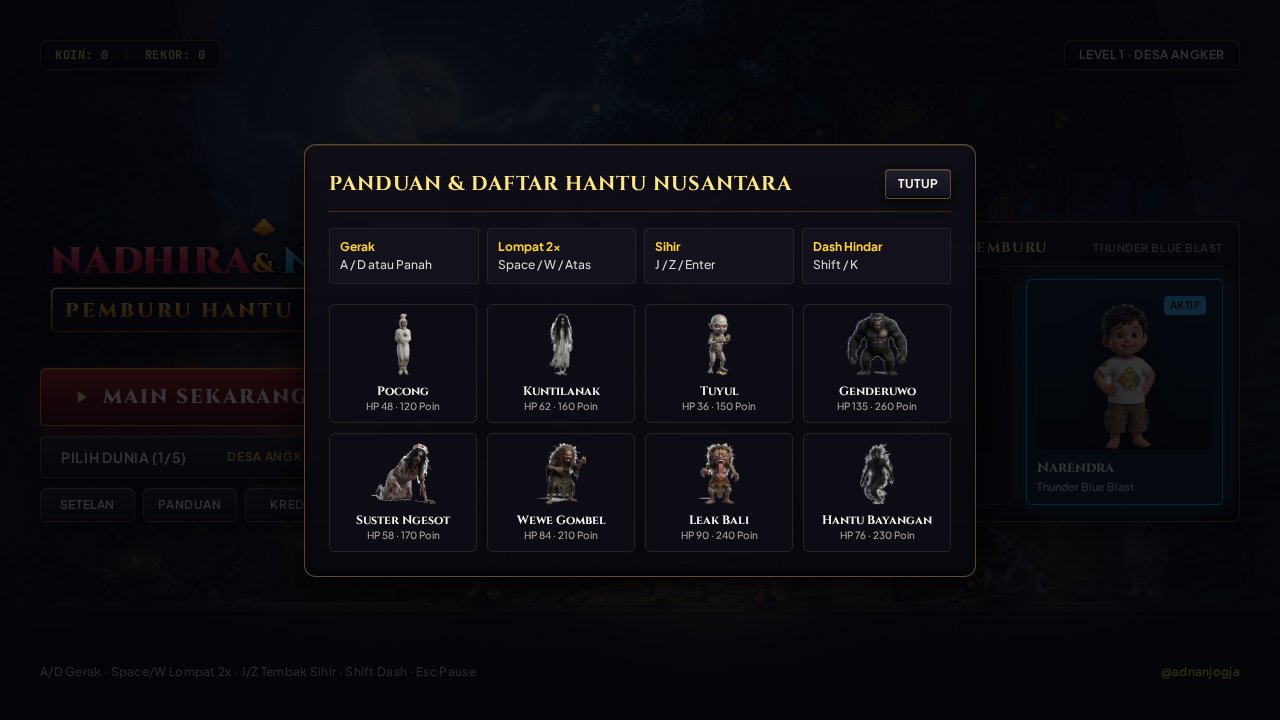 KOIN: 0 | REKOR: 0
LEVEL 1 · DESA ANGKER
PANDUAN & DAFTAR HANTU NUSANTARA
TUTUP
Gerak
A / D atau Panah
Lompat 2×
Space / W / Atas
Sihir
J / Z / Enter
Dash Hindar
Shift / K
Pocong
HP 48 · 120 Poin
Kuntilanak
HP 62 · 160 Poin
Tuyul
HP 36 · 150 Poin
Genderuwo
HP 135 · 260 Poin
Suster Ngesot
HP 58 · 170 Poin
Wewe Gombel
HP 84 · 210 Poin
Leak Bali
HP 90 · 240 Poin
Hantu Bayangan
HP 76 · 230 Poin
NADHIRA & N
PEMBURU HANTU
MAIN SEKARANG
PILIH DUNIA (1/5)
DESA ANGK
SETELAN
PANDUAN
KRED
EMBURU
THUNDER BLUE BLAST
AKTIF
Narendra
Thunder Blue Blast
A/D Gerak · Space/W Lompat 2x · J/Z Tembak Sihir · Shift Dash · Esc Pause
@adnanjogja